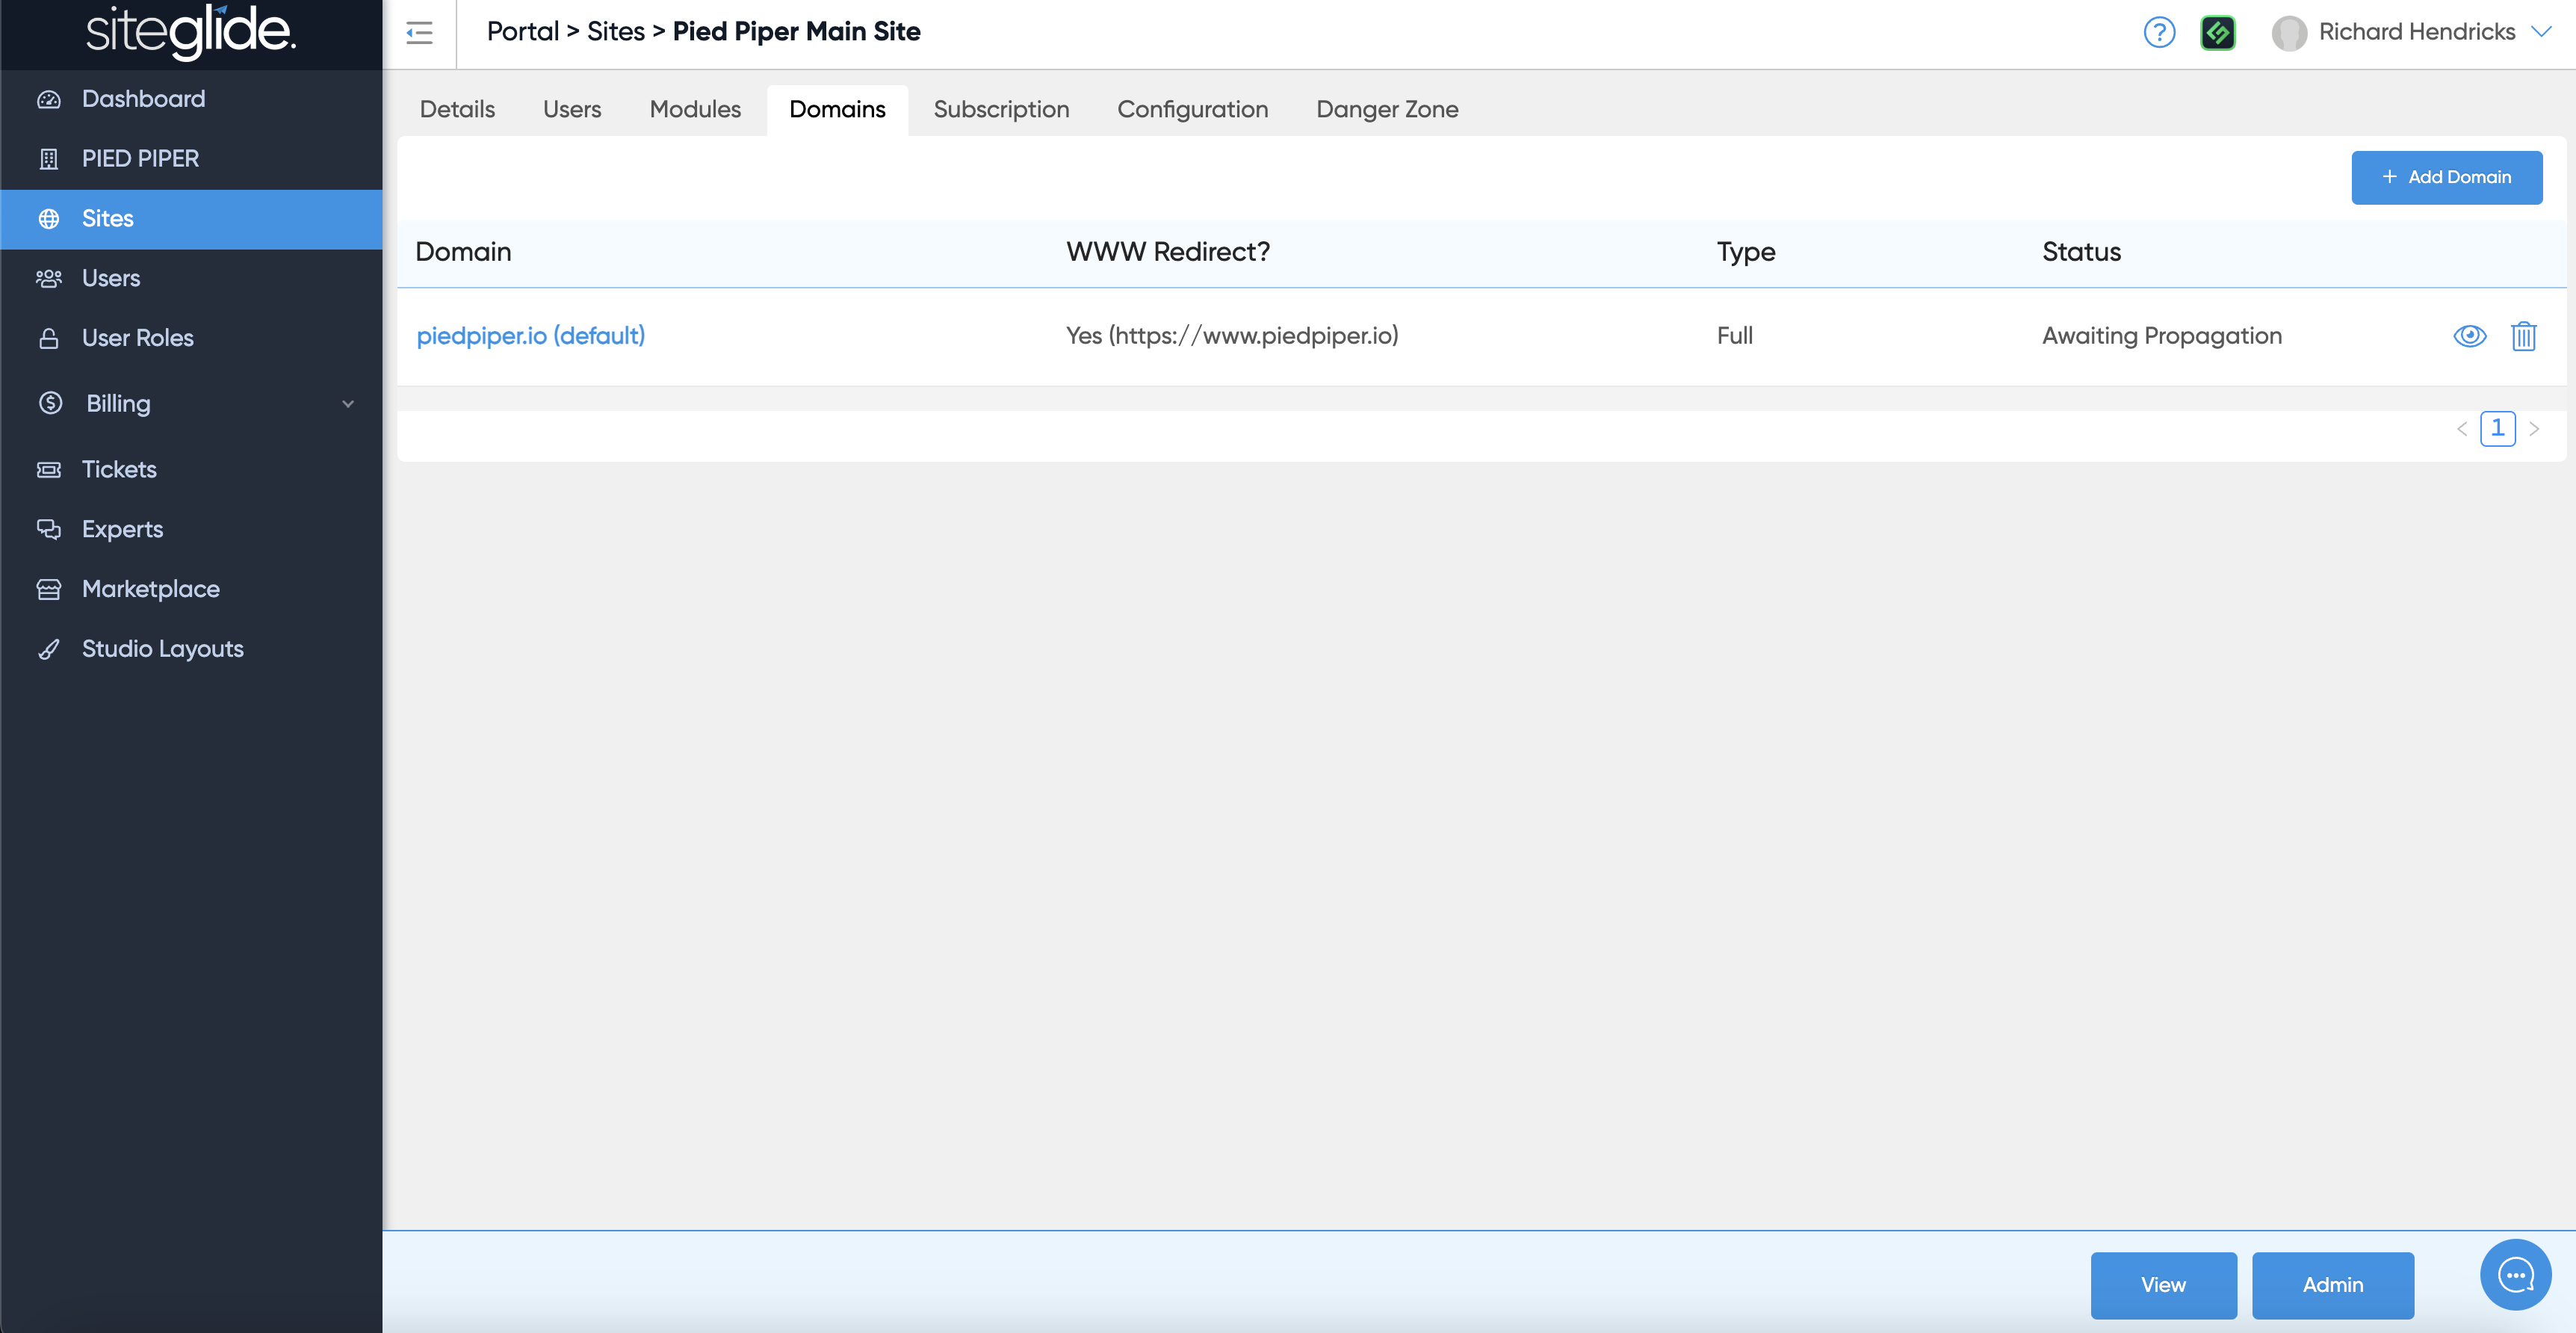 siteglide.
Portal > Sites > Pied Piper Main Site
Richard Hendricks
Dashboard
PIED PIPER
Sites
Users
User Roles
Billing
Tickets
Experts
Marketplace
Studio Layouts
Details Users Modules Domains Subscription Configuration Danger Zone
+ Add Domain
Domain WWW Redirect? Type Status
piedpiper.io (default) Yes (https://www.piedpiper.io) Full Awaiting Propagation
< 1 >
View Admin